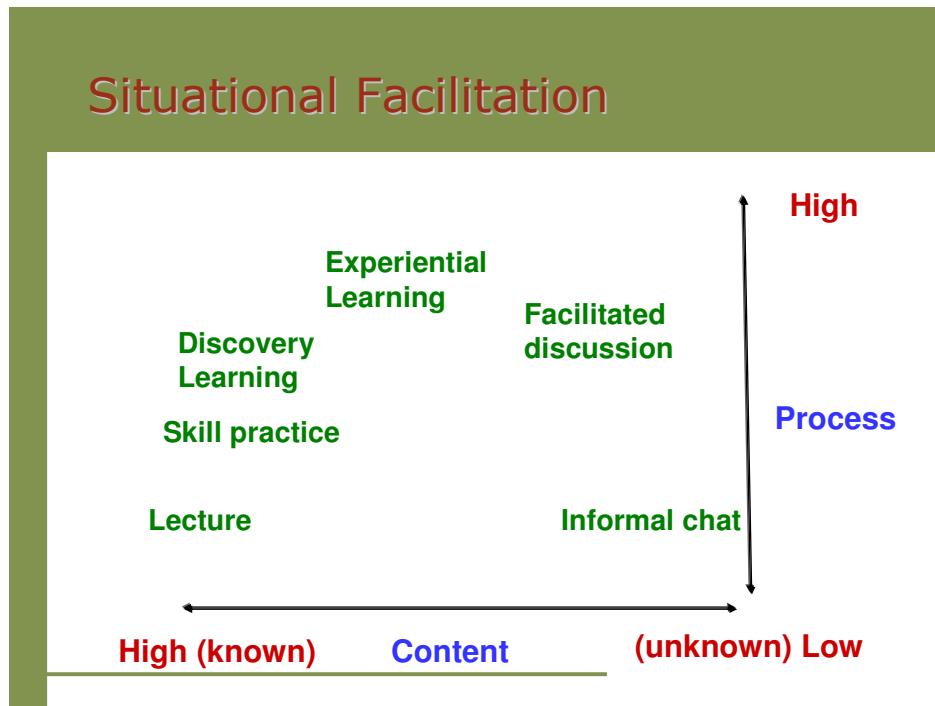 Situational Facilitation
High
Experiential
Learning
Facilitated
discussion
Discovery
Learning
Process
Skill practice
Lecture
Informal chat
High (known)
Content
(unknown) Low